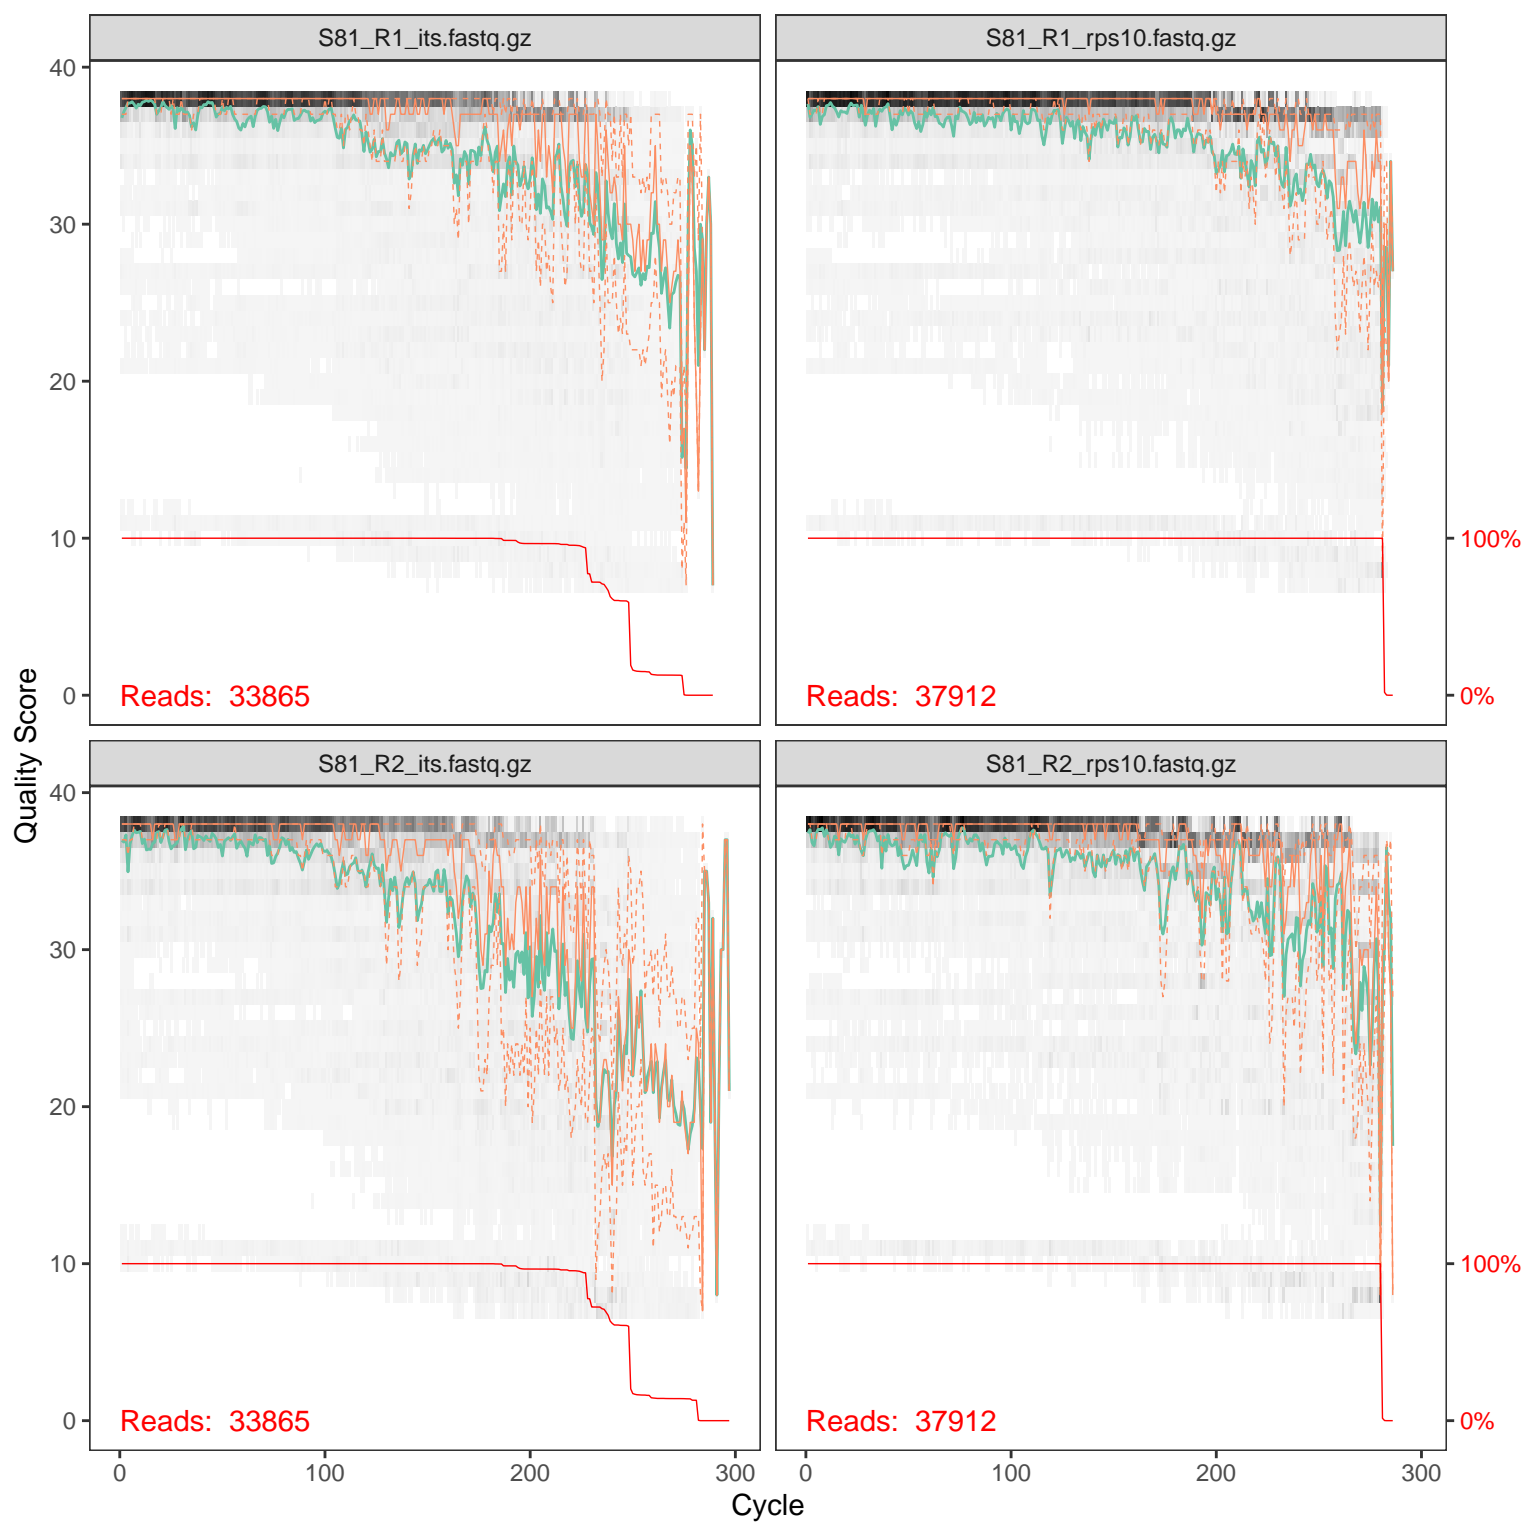 S81_R1_its.fastq.gz
S81_R1_rps10.fastq.gz
40
30
20
10
0
100%
0%
Reads: 33865
Reads: 37912
Quality Score
S81_R2_its.fastq.gz
S81_R2_rps10.fastq.gz
40
30
20
10
0
100%
0%
Reads: 33865
Reads: 37912
0
100
200
300
0
100
200
300
Cycle